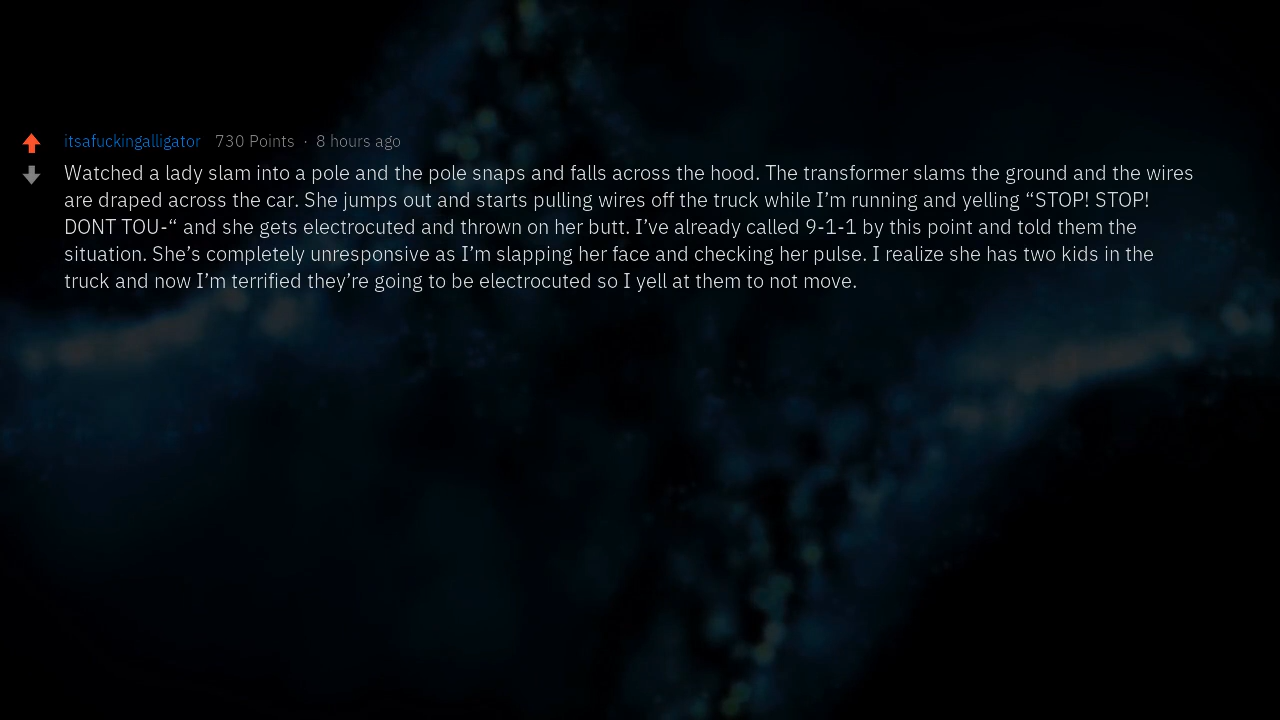 itsafuckingalligator 730 Points · 8 hours ago
Watched a lady slam into a pole and the pole snaps and falls across the hood. The transformer slams the ground and the wires
are draped across the car. She jumps out and starts pulling wires off the truck while I’m running and yelling “STOP! STOP!
DONT TOU-“ and she gets electrocuted and thrown on her butt. I’ve already called 9-1-1 by this point and told them the
situation. She’s completely unresponsive as I’m slapping her face and checking her pulse. I realize she has two kids in the
truck and now I’m terrified they’re going to be electrocuted so I yell at them to not move.